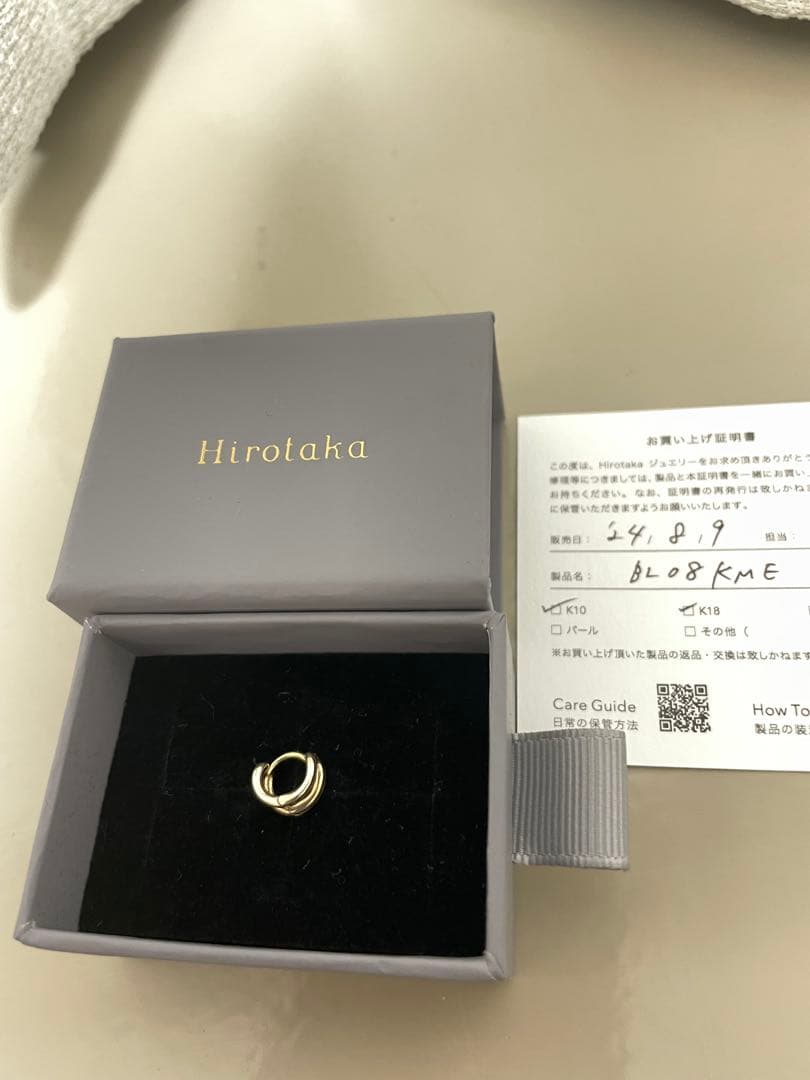 Hirotaka
お買い上げ証明書
この度は、Hirotaka ジュエリーをお求め頂きありがとう
修理等につきましては、製品と本証明書を一緒にお買い上
お持ちください。なお、証明書の再発行は致しかねま
に保管いただきますようお願いいたします。
販売日: '24, 8, 9 担当:
製品名: BL08KME
K10 K18
パール その他 (
※お買い上げ頂いた製品の返品・交換は致しかねます
Care Guide How To
日常の保管方法 製品の装